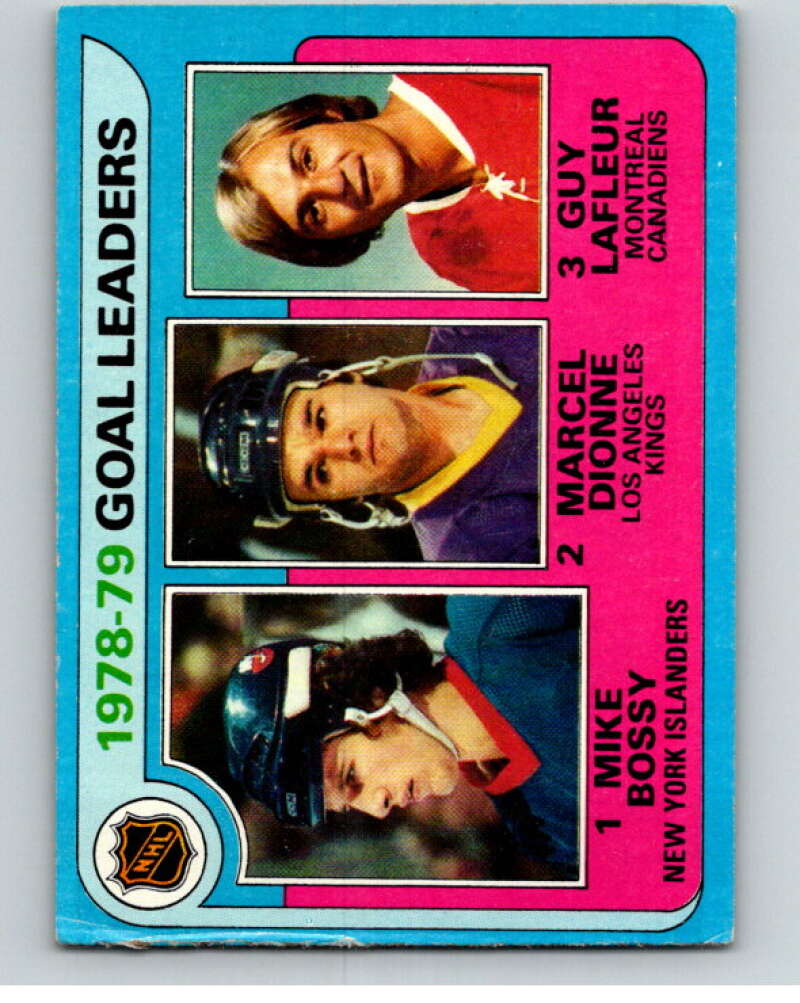 1978-79 GOAL LEADERS
NHL
1 MIKE
BOSSY
NEW YORK ISLANDERS
2 MARCEL
DIONNE
LOS ANGELES
KINGS
3 GUY
LAFLEUR
MONTREAL
CANADIENS